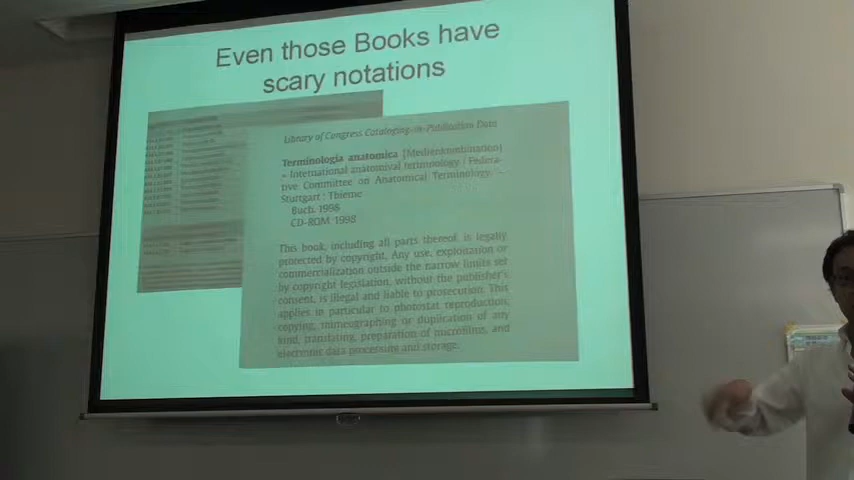 Even those Books have
scary notations
Library of Congress Cataloging-in-Publication Data
Terminologia anatomica [Medienkombination]
= International anatomical terminology / Federa-
tive Committee on Anatomical Terminology. -
Stuttgart : Thieme
Buch. 1998
CD-ROM. 1998
This book, including all parts thereof, is legally
protected by copyright. Any use, exploitation or
commercialization outside the narrow limits set
by copyright legislation, without the publisher's
consent, is illegal and liable to prosecution. This
applies in particular to photostat reproduction,
copying, mimeographing or duplication of any
kind, translating, preparation of microfilms, and
electronic data processing and storage.